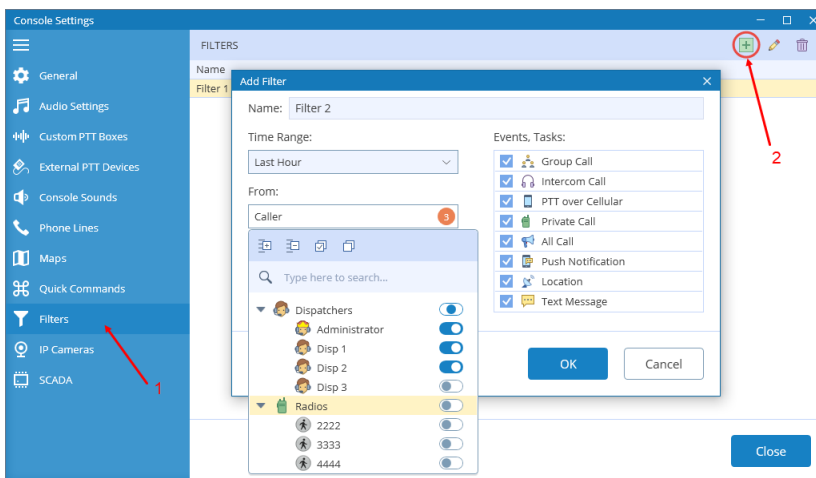 Console Settings
General
Audio Settings
Custom PTT Boxes
External PTT Devices
Console Sounds
Phone Lines
Maps
Quick Commands
Filters
IP Cameras
SCADA
1
FILTERS
2
Name
Filter 1
Add Filter
Name: Filter 2
Time Range:
Last Hour
From:
Caller 3
Type here to search...
Dispatchers
Administrator
Disp 1
Disp 2
Disp 3
Radios
2222
3333
4444
Events, Tasks:
Group Call
Intercom Call
PTT over Cellular
Private Call
All Call
Push Notification
Location
Text Message
OK Cancel
Close